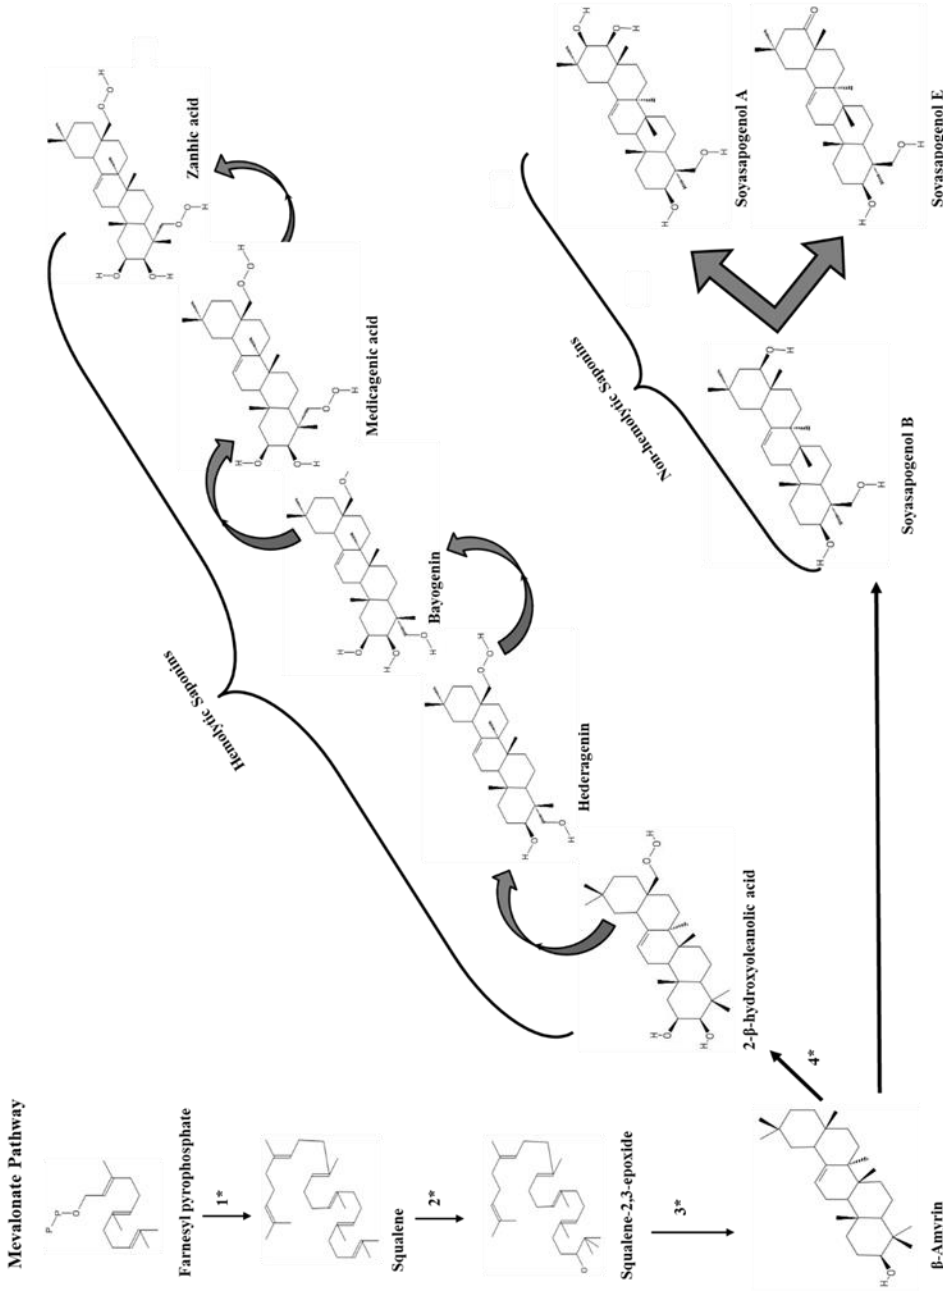 Mevalonate Pathway
Farnesyl pyrophosphate
1*
Squalene
2*
Squalene-2,3-epoxide
3*
β-Amyrin
4*
2-β-hydroxyoleanolic acid
Hederagenin
Bayogenin
Medicagenic acid
Zanhic acid
Hemolytic Saponins
Non-hemolytic Saponins
Soyasapogenol B
Soyasapogenol A
Soyasapogenol E